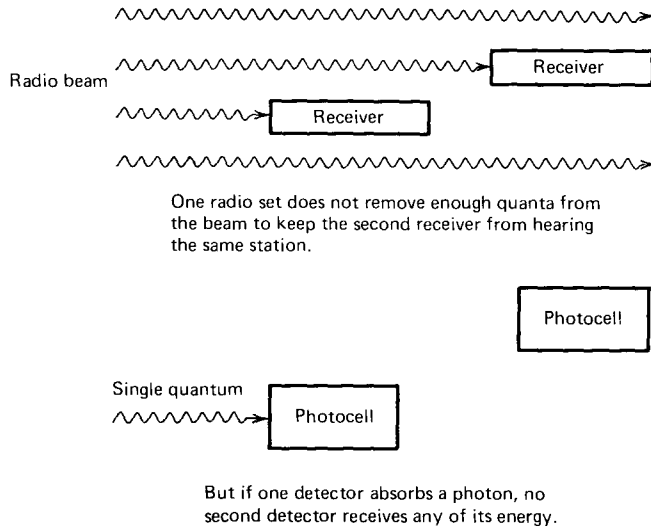 Receiver
Radio beam
Receiver
One radio set does not remove enough quanta from
the beam to keep the second receiver from hearing
the same station.
Photocell
Single quantum
Photocell
But if one detector absorbs a photon, no
second detector receives any of its energy.